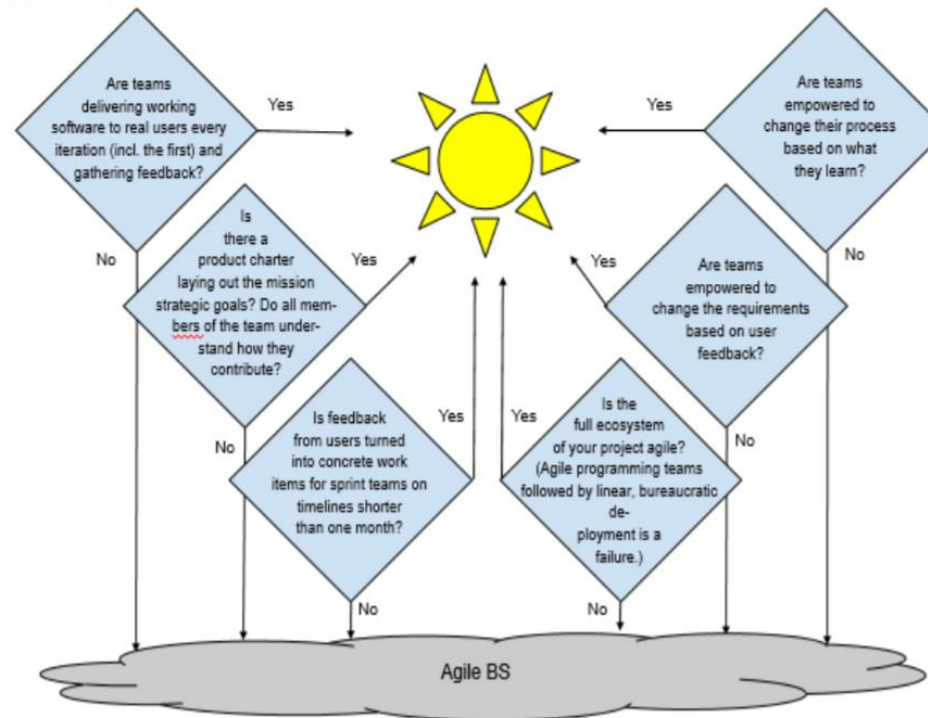 Are teams
delivering working
software to real users every
iteration (incl. the first) and
gathering feedback?
Yes
No
Is
there a
product charter
laying out the mission
strategic goals? Do all mem-
bers of the team under-
stand how they
contribute?
Yes
No
Is feedback
from users turned
into concrete work
items for sprint teams on
timelines shorter
than one month?
Yes
No
Are teams
empowered to
change their process
based on what
they learn?
Yes
No
Are teams
empowered to
change the requirements
based on user
feedback?
Yes
No
Is the
full ecosystem
of your project agile?
(Agile programming teams
followed by linear, bureaucratic
de-
ployment is a
failure.)
Yes
No
Agile BS